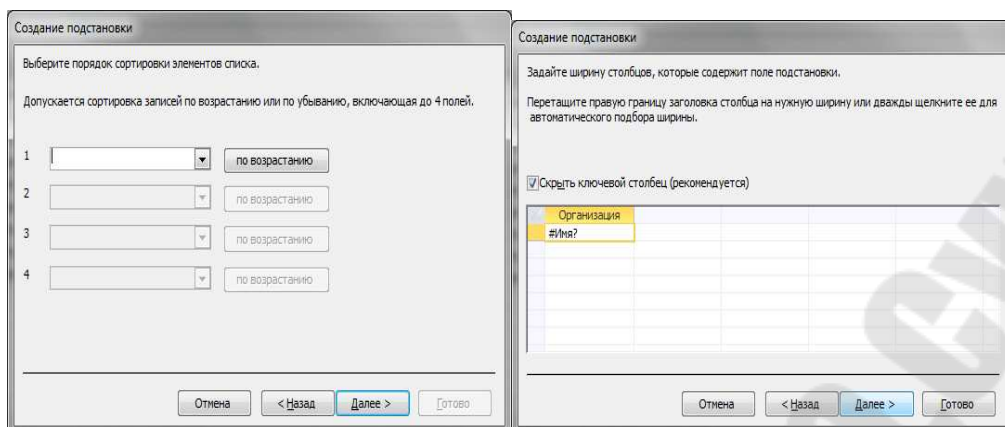 Создание подстановки
Выберите порядок сортировки элементов списка.
Допускается сортировка записей по возрастанию или по убыванию, включающая до 4 полей.
1 по возрастанию
2 по возрастанию
3 по возрастанию
4 по возрастанию
Отмена < Назад Далее > Готово
Создание подстановки
Задайте ширину столбцов, которые содержит поле подстановки.
Перетащите правую границу заголовка столбца на нужную ширину или дважды щелкните ее для
автоматического подбора ширины.
Скрыть ключевой столбец (рекомендуется)
Организация
#Имя?
Отмена < Назад Далее > Готово